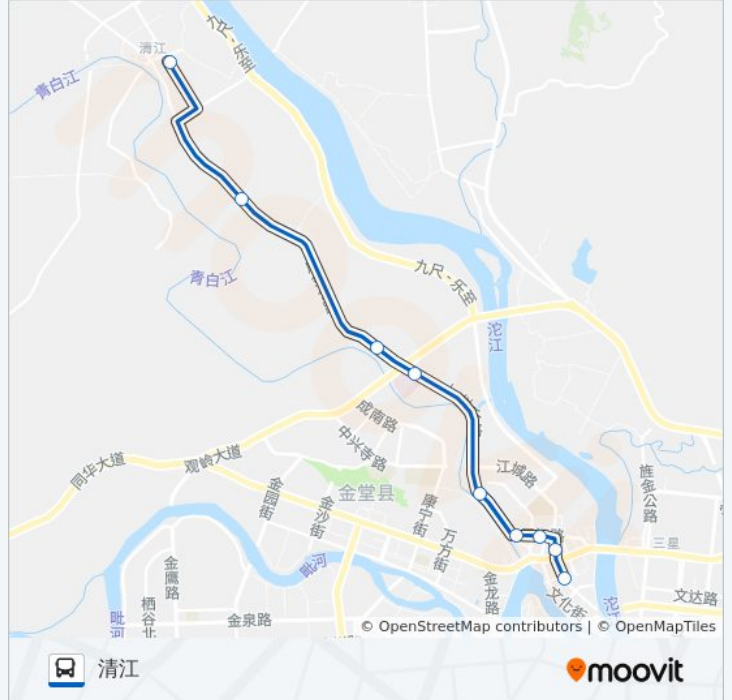 九尺 - 乐至
清江
青白江
青白江
九尺 - 乐至
沱江
成南路
中兴寺路
同华大道
观岭大道
江城路
金园街
金沙街
金堂县
康宁街
万方街
旌金公路
三星
毗河
金鹰路
栖谷北
金泉路
金龙路
文化街
文达路
毗河
沱
© OpenStreetMap contributors | © OpenMapTiles
清江
moovit